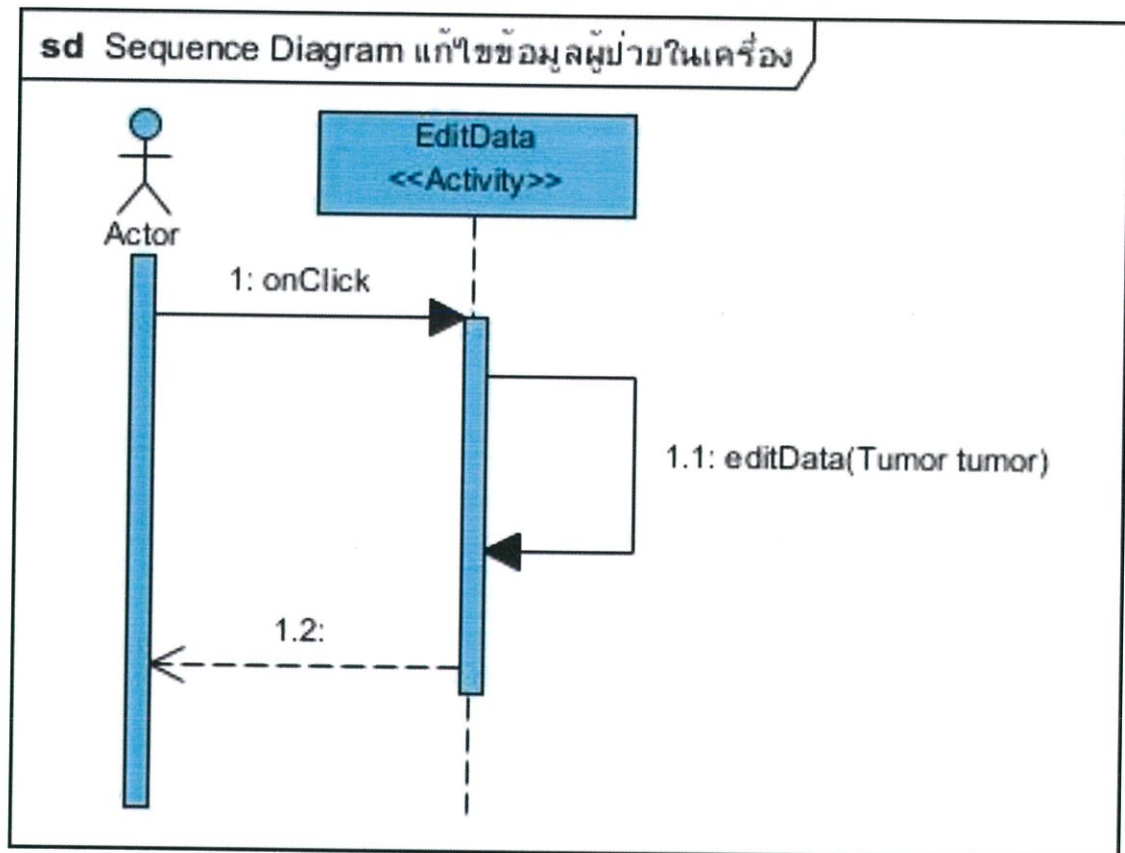 sd Sequence Diagram แก้ไขข้อมูลผู้ป่วยในเครื่อง
EditData
<<Activity>>
Actor
1: onClick
1.1: editData(Tumor tumor)
1.2: